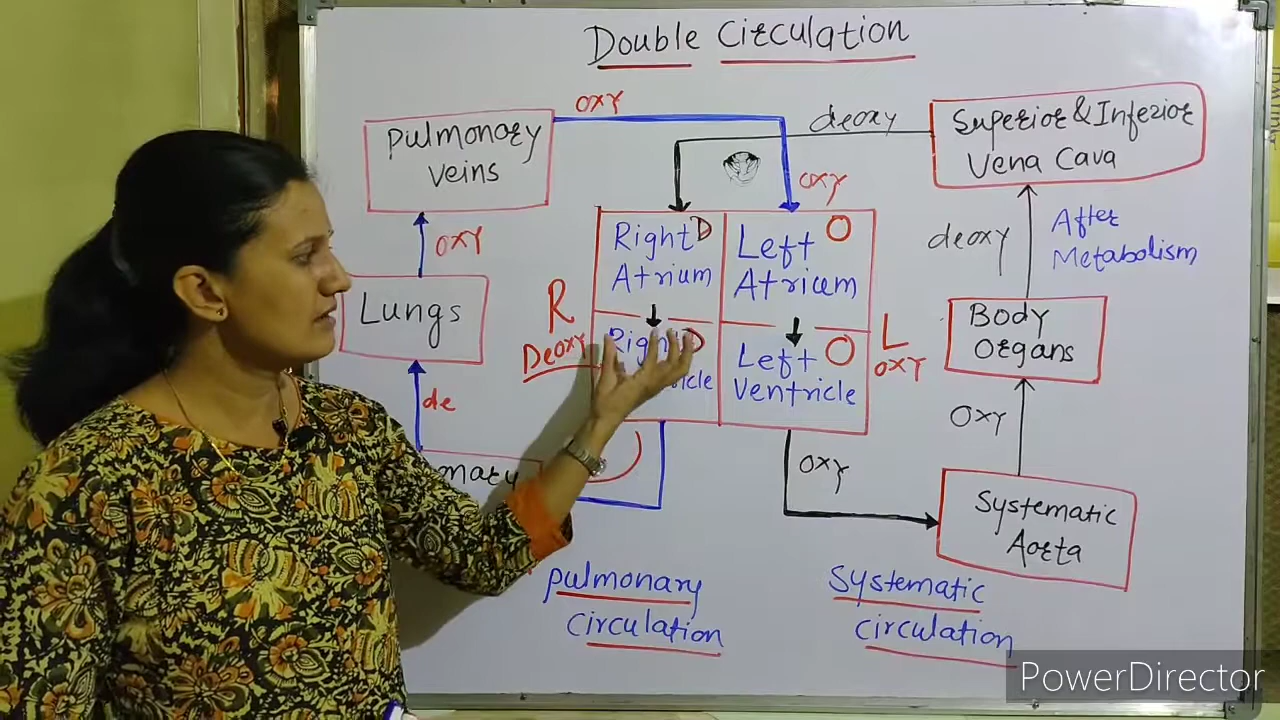 Double Circulation
oxy
deoxy
Pulmonary
veins
Superior & Inferior
Vena Cava
oxy
oxy
deoxy
After
Metabolism
Right D
Atrium
Left O
Atrium
Lungs
R
Deoxy
Left O
Ventricle
L
oxy
Body
Organs
de
oxy
oxy
Systematic
Aorta
Pulmonary
circulation
Systematic
circulation
PowerDirector